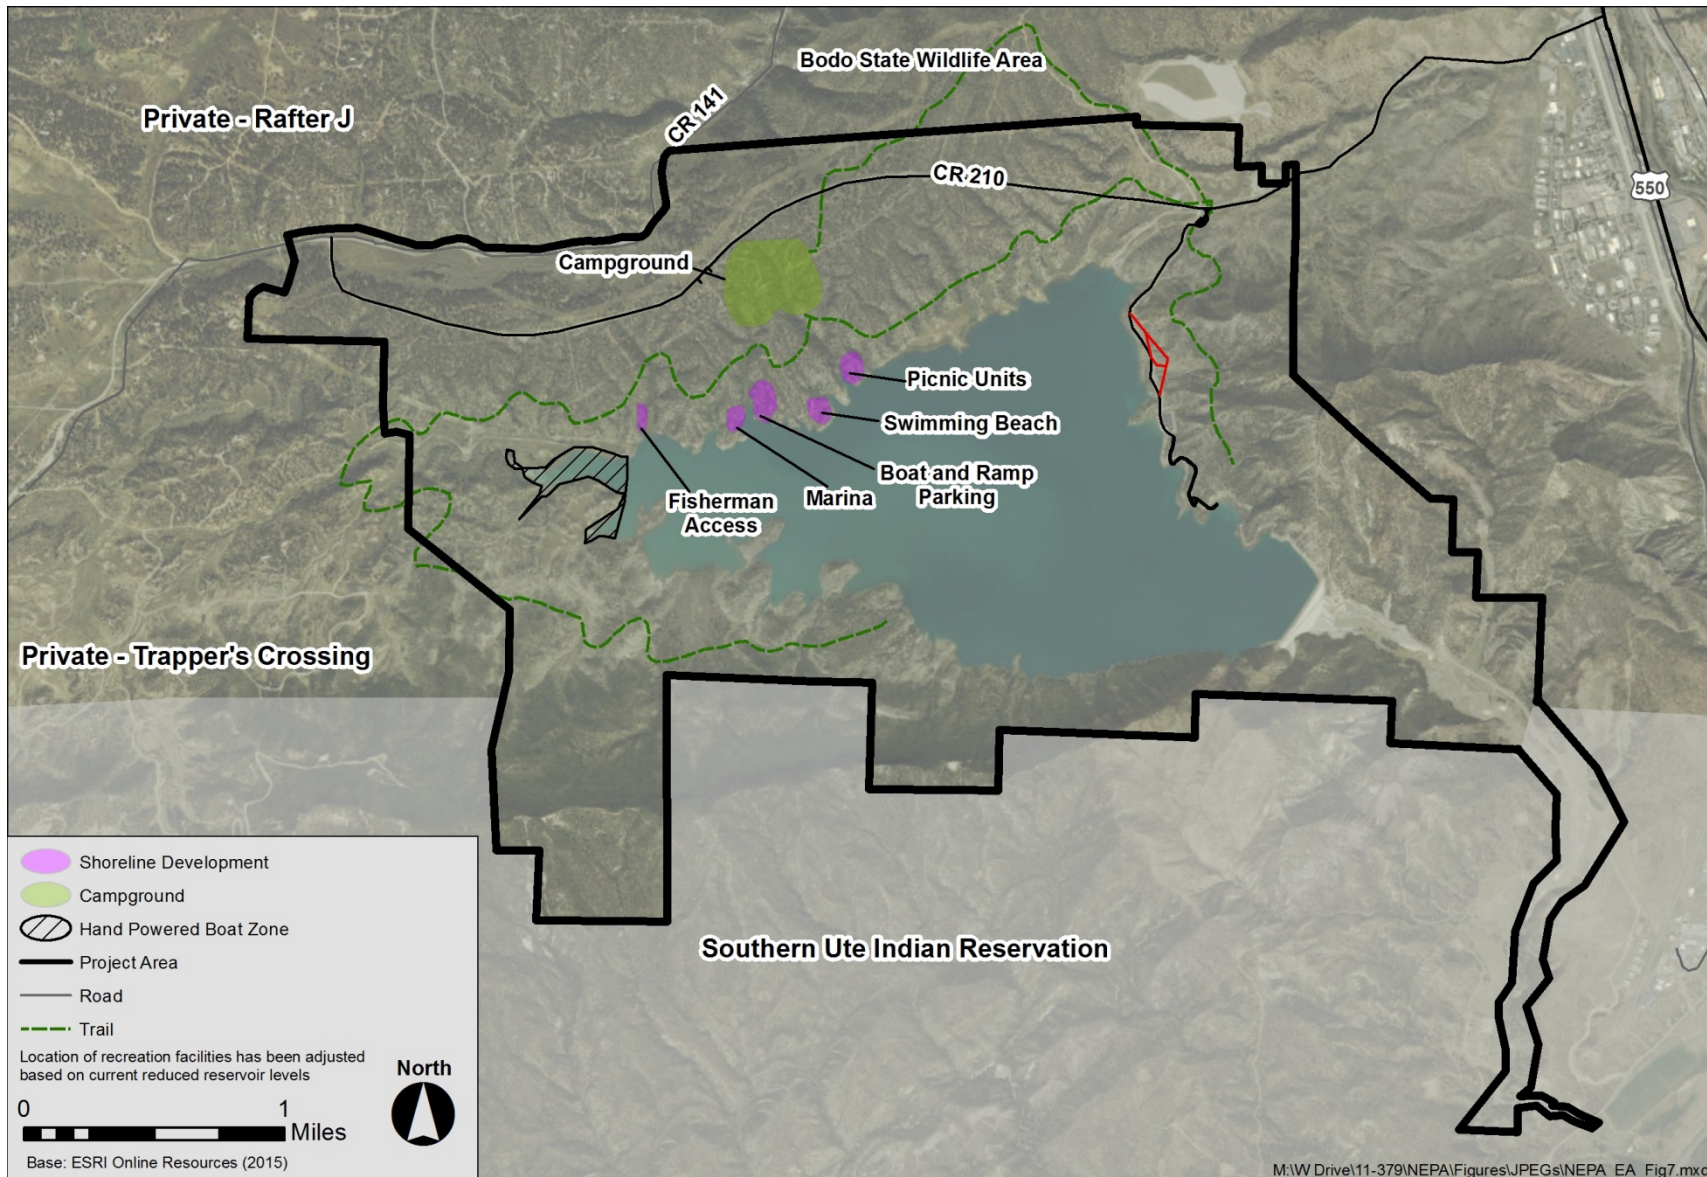 Bodo State Wildlife Area
Private - Rafter J
CR 141
CR 210
550
Campground
Picnic Units
Swimming Beach
Boat and Ramp
Parking
Marina
Fisherman
Access
Private - Trapper's Crossing
Southern Ute Indian Reservation
Shoreline Development
Campground
Hand Powered Boat Zone
Project Area
Road
Trail
Location of recreation facilities has been adjusted
based on current reduced reservoir levels
North
0 1
Miles
Base: ESRI Online Resources (2015)
M:\W Drive\11-379\NEPA\Figures\JPEGs\NEPA_EA_Fig7.mxd